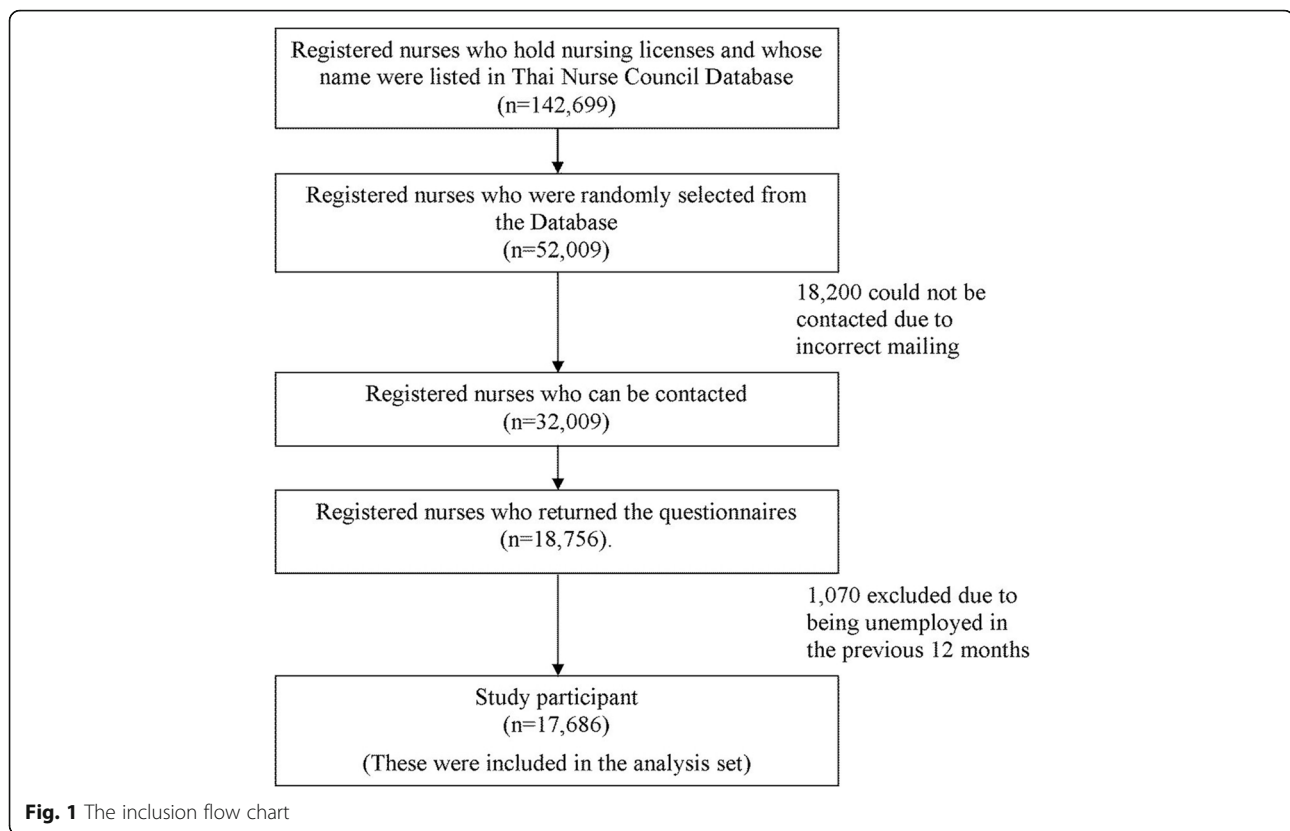 Registered nurses who hold nursing licenses and whose
name were listed in Thai Nurse Council Database
(n=142,699)
Registered nurses who were randomly selected from
the Database
(n=52,009)
18,200 could not be
contacted due to
incorrect mailing
Registered nurses who can be contacted
(n=32,009)
Registered nurses who returned the questionnaires
(n=18,756).
1,070 excluded due to
being unemployed in
the previous 12 months
Study participant
(n=17,686)
(These were included in the analysis set)
Fig. 1 The inclusion flow chart